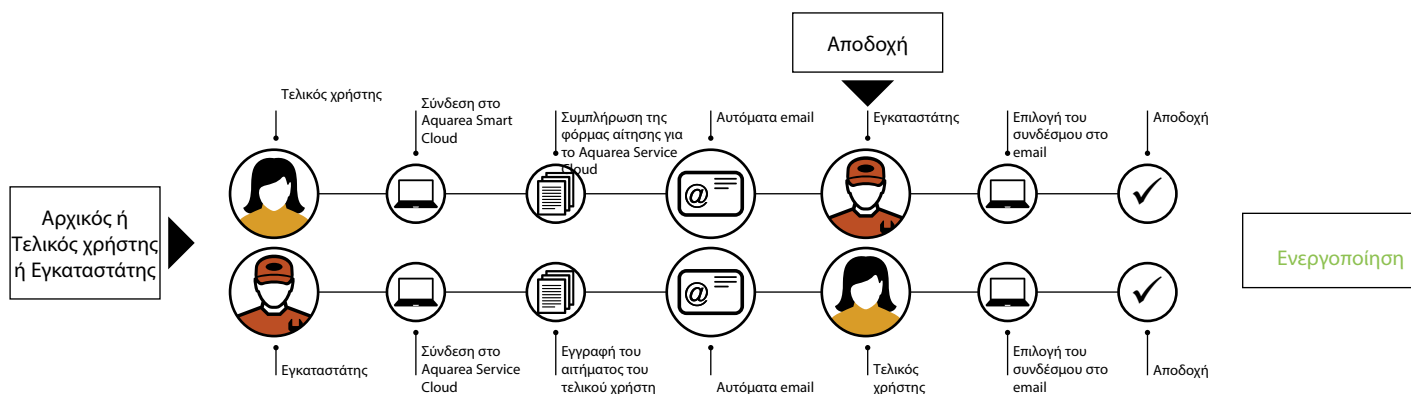 Αποδοχή
Τελικός χρήστης
Σύνδεση στο
Aquarea Smart
Cloud
Συμπλήρωση της
φόρμας αίτησης για
το Aquarea Service
Cloud
Αυτόματα email
Εγκαταστάτης
Επιλογή του
συνδέσμου στο
email
Αποδοχή
@
Αρχικός ή
Τελικός χρήστης
ή Εγκαταστάτης
Ενεργοποίηση
@
Εγκαταστάτης
Σύνδεση στο
Aquarea Service
Cloud
Εγγραφή του
αιτήματος του
τελικού χρήστη
Αυτόματα email
Τελικός
χρήστης
Επιλογή του
συνδέσμου στο
email
Αποδοχή